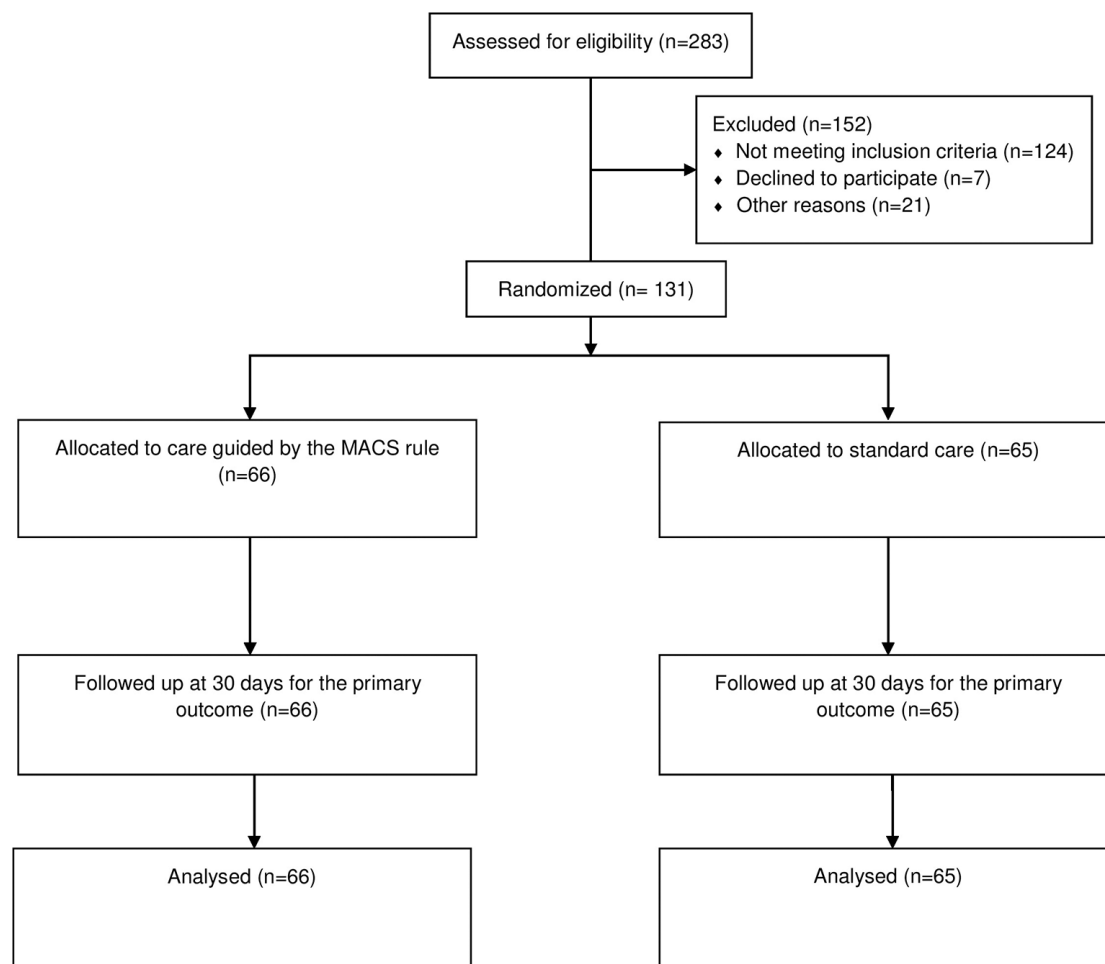 Assessed for eligibility (n=283)
Excluded (n=152)
♦ Not meeting inclusion criteria (n=124)
♦ Declined to participate (n=7)
♦ Other reasons (n=21)
Randomized (n= 131)
Allocated to care guided by the MACS rule
(n=66)
Allocated to standard care (n=65)
Followed up at 30 days for the primary
outcome (n=66)
Followed up at 30 days for the primary
outcome (n=65)
Analysed (n=66)
Analysed (n=65)